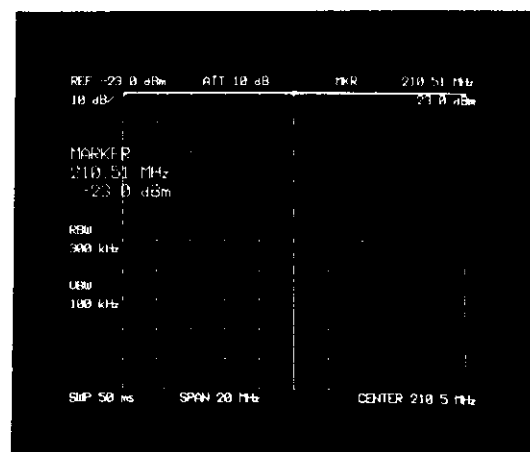 REF -23.0 dBm ATT 10 dB MKR 210.51 MHz
10 dB/ -23.0 dBm
MARKER
210.51 MHz
-23.0 dBm
RBW
300 kHz
VBW
100 kHz
SWP 50 ms SPAN 20 MHz CENTER 210.5 MHz